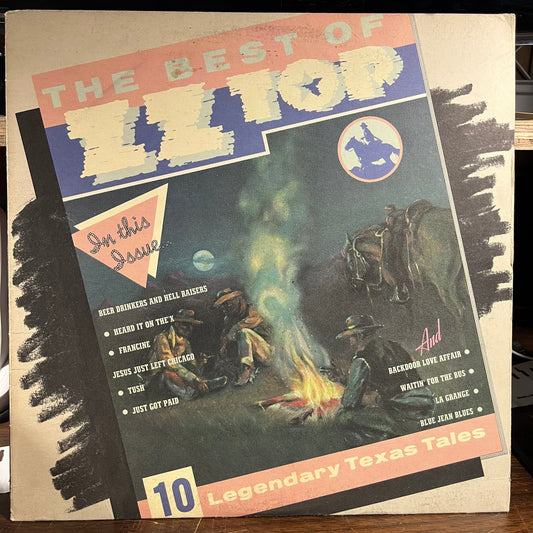 THE BEST OF
ZZ TOP
In this
Issue...
BEER DRINKERS AND HELL RAISERS
• HEARD IT ON THE X
• FRANCINE
JESUS JUST LEFT CHICAGO
• TUSH
• JUST GOT PAID
And
BACKDOOR LOVE AFFAIR •
WAITIN' FOR THE BUS •
LA GRANGE •
BLUE JEAN BLUES •
10 Legendary Texas Tales